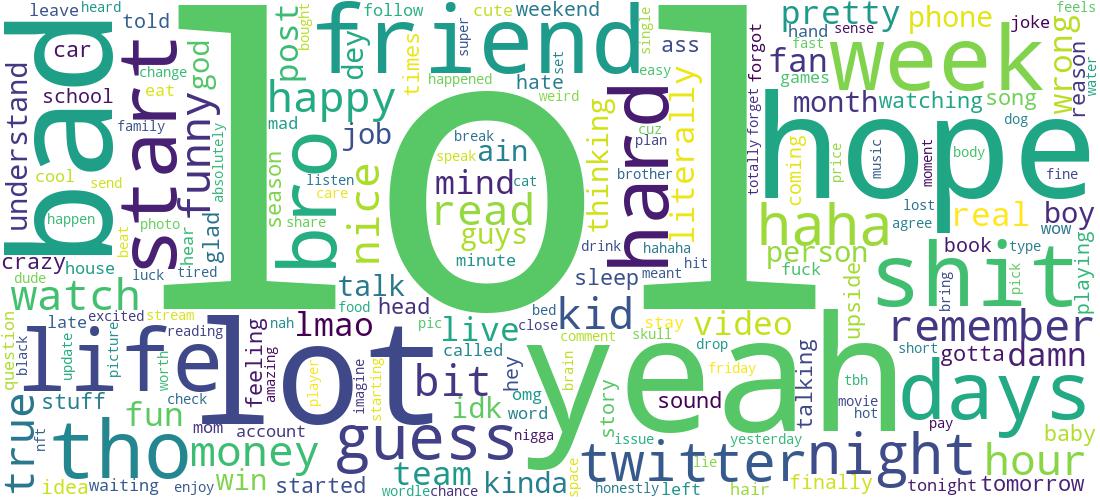 leave
heard
told
car
school
understand
bad
start
change
eat
family
cool
send
happen
photo
beat
funny
god
absolutely
hear
glad
crazy
house
luck
tired
dude
watch
lol
post
bought
follow
cute
weekend
friend
dey
times
super
happened
hate
set
weird
easy
single
ass
happy
mad
job
bro
season
listen
care
share
nice
break
speak
ain
mind
cat
read
guys
minute
thinking
hard
cuz
plan
brother
literally
drink
hahaha
hit
meant
sleep
talk
food
head
bed
close
kid
pretty
phone
joke
feels
hand
sense
fast
fan
games
week
wrong
reason
water
totally
forget
forgot
month
watching
song
dog
hope
coming
price
music
moment
body
fine
lost
agree
real
boy
wow
haha
person
fuck
book
type
shit
pick
bring
playing
upside
question
late
excited
stream
black
update
picture
reading
life
worth
check
lot
feeling
amazing
nah
lmao
pic
live
called
player
imagine
starting
bit
hey
omg
idk
word
comment
stay
skull
video
drop
brain
friday
yeah
story
sound
talking
tbh
movie
hot
remember
short
gotta
damn
days
pay
true
nft
stuff
fun
mom
account
tho
money
guess
nigga
issue
yesterday
lie
twitter
night
baby
hour
idea
waiting
enjoy
win
started
team
wordle
chance
kinda
space
honestly
left
hair
finally
tonight
tomorrow